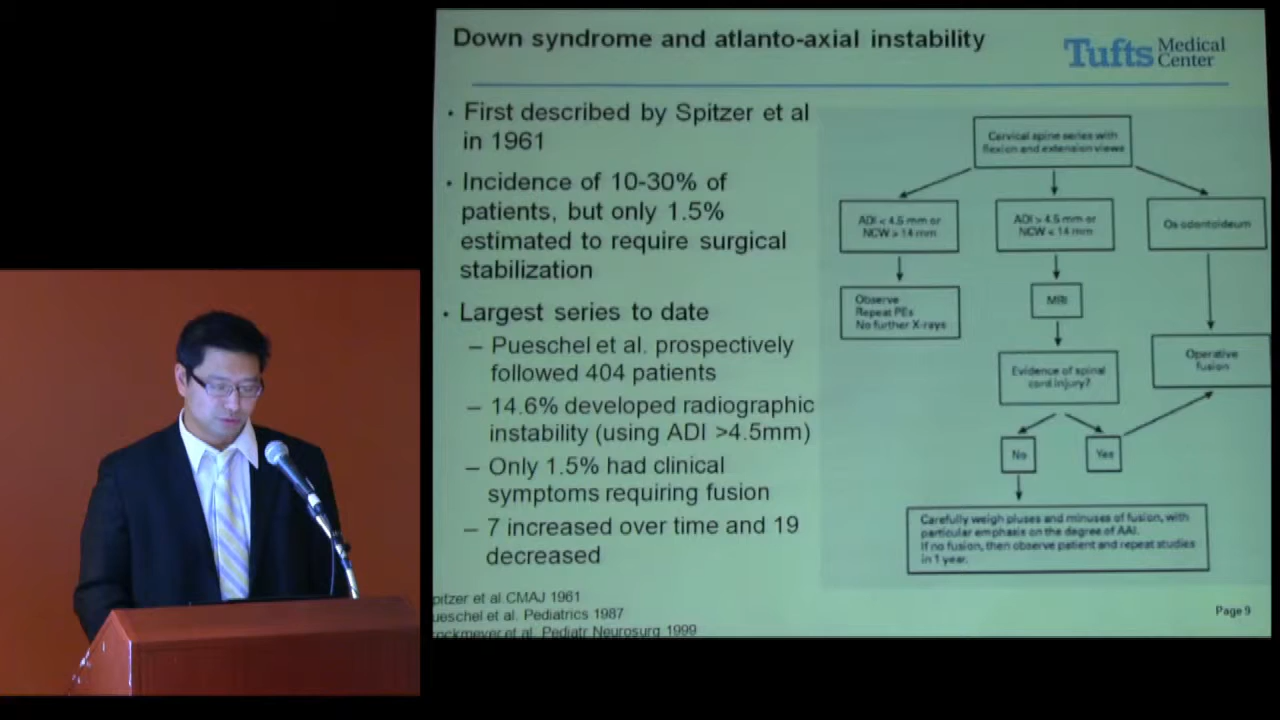 Down syndrome and atlanto-axial instability
Tufts Medical
Center
• First described by Spitzer et al
in 1961
• Incidence of 10-30% of
patients, but only 1.5%
estimated to require surgical
stabilization
• Largest series to date
– Pueschel et al. prospectively
followed 404 patients
– 14.6% developed radiographic
instability (using ADI >4.5mm)
– Only 1.5% had clinical
symptoms requiring fusion
– 7 increased over time and 19
decreased
Cervical spine series with
flexion and extension views
ADI < 4.5 mm or
NCW > 14 mm
ADI > 4.5 mm or
NCW < 14 mm
Os odontoideum
Observe
Repeat PEs
No further X-rays
MRI
Evidence of spinal
cord injury?
Operative
fusion
No
Yes
Carefully weigh pluses and minuses of fusion, with
particular emphasis on the degree of AAI.
If no fusion, then observe patient and repeat studies
in 1 year.
pitzer et al CMAJ 1961
ueschel et al. Pediatrics 1987
rockmeyer et al. Pediatr Neurosurg 1999
Page 9